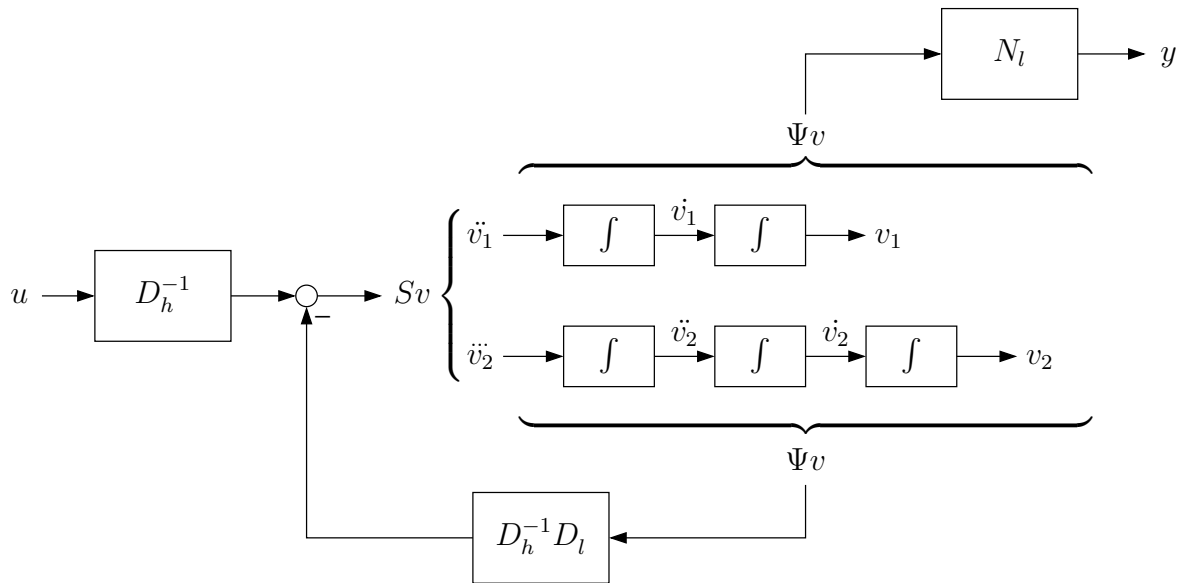 N_l
y
Ψv
v̇_1
v̈_1 ∫ ∫ v_1
u D_h^{-1} Sv
−
v̈_2 v̇_2
v⃛_2 ∫ ∫ ∫ v_2
Ψv
D_h^{-1}D_l